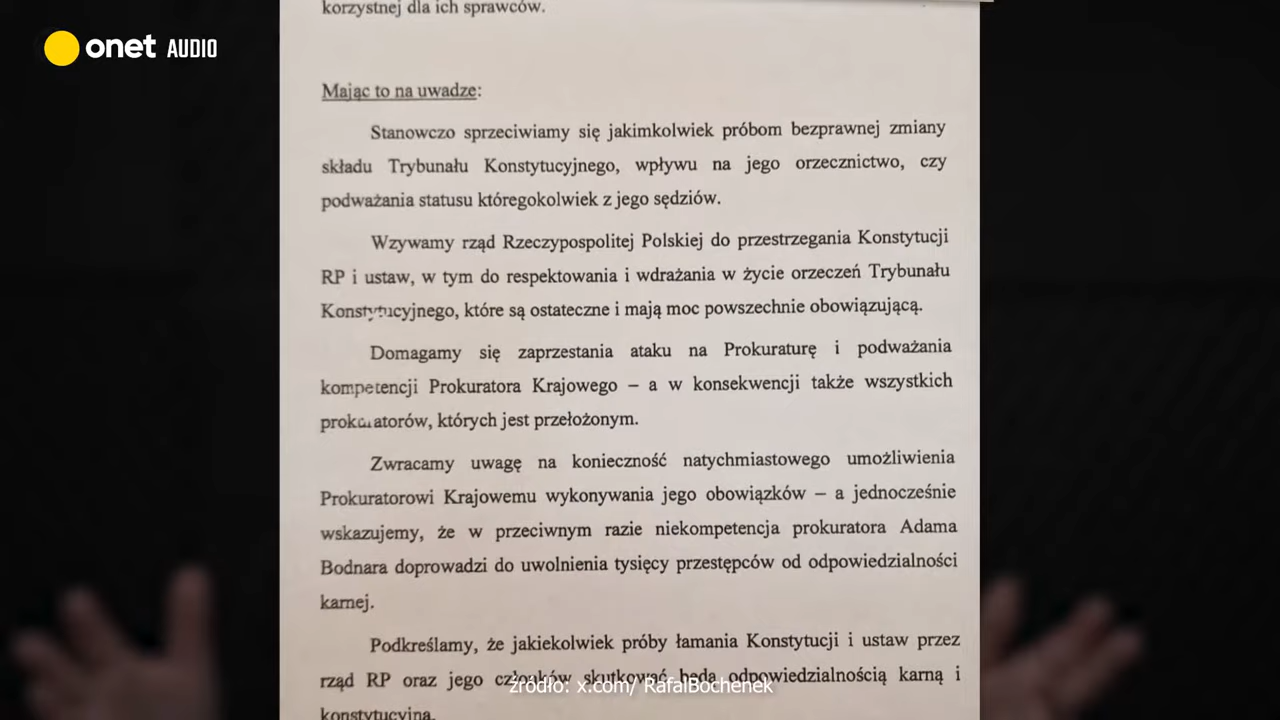 onet AUDIO
korzystnej dla ich sprawców.
Mając to na uwadze:
Stanowczo sprzeciwiamy się jakimkolwiek próbom bezprawnej zmiany
składu Trybunału Konstytucyjnego, wpływu na jego orzecznictwo, czy
podważania statusu któregokolwiek z jego sędziów.
Wzywamy rząd Rzeczypospolitej Polskiej do przestrzegania Konstytucji
RP i ustaw, w tym do respektowania i wdrażania w życie orzeczeń Trybunału
Konstytucyjnego, które są ostateczne i mają moc powszechnie obowiązującą.
Domagamy się zaprzestania ataku na Prokuraturę i podważania
kompetencji Prokuratora Krajowego – a w konsekwencji także wszystkich
prokuratorów, których jest przełożonym.
Zwracamy uwagę na konieczność natychmiastowego umożliwienia
Prokuratorowi Krajowemu wykonywania jego obowiązków – a jednocześnie
wskazujemy, że w przeciwnym razie niekompetencja prokuratora Adama
Bodnara doprowadzi do uwolnienia tysięcy przestępców od odpowiedzialności
karnej.
Podkreślamy, że jakiekolwiek próby łamania Konstytucji i ustaw przez
rząd RP oraz jego członków skutkować będą odpowiedzialnością karną i
konstytucyjną.
źródło: x.com/ RafalBochenek